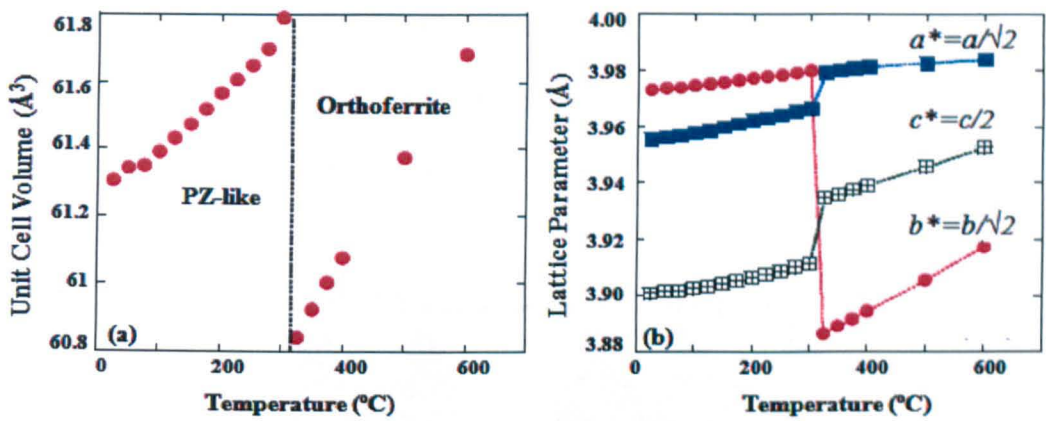 61.8
61.6
61.4
61.2
61
60.8
Unit Cell Volume (Å³)
Orthoferrite
PZ-like
(a)
0
200
400
600
Temperature (ºC)
4.00
3.98
3.96
3.94
3.92
3.90
3.88
Lattice Parameter (Å)
a*=a/√2
c*=c/2
b*=b/√2
(b)
0
200
400
600
Temperature (ºC)